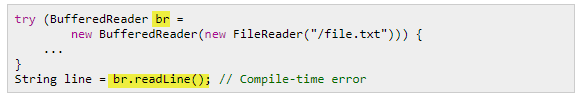 try (BufferedReader br =
        new BufferedReader(new FileReader("/file.txt"))) {
    ...
}
String line = br.readLine(); // Compile-time error